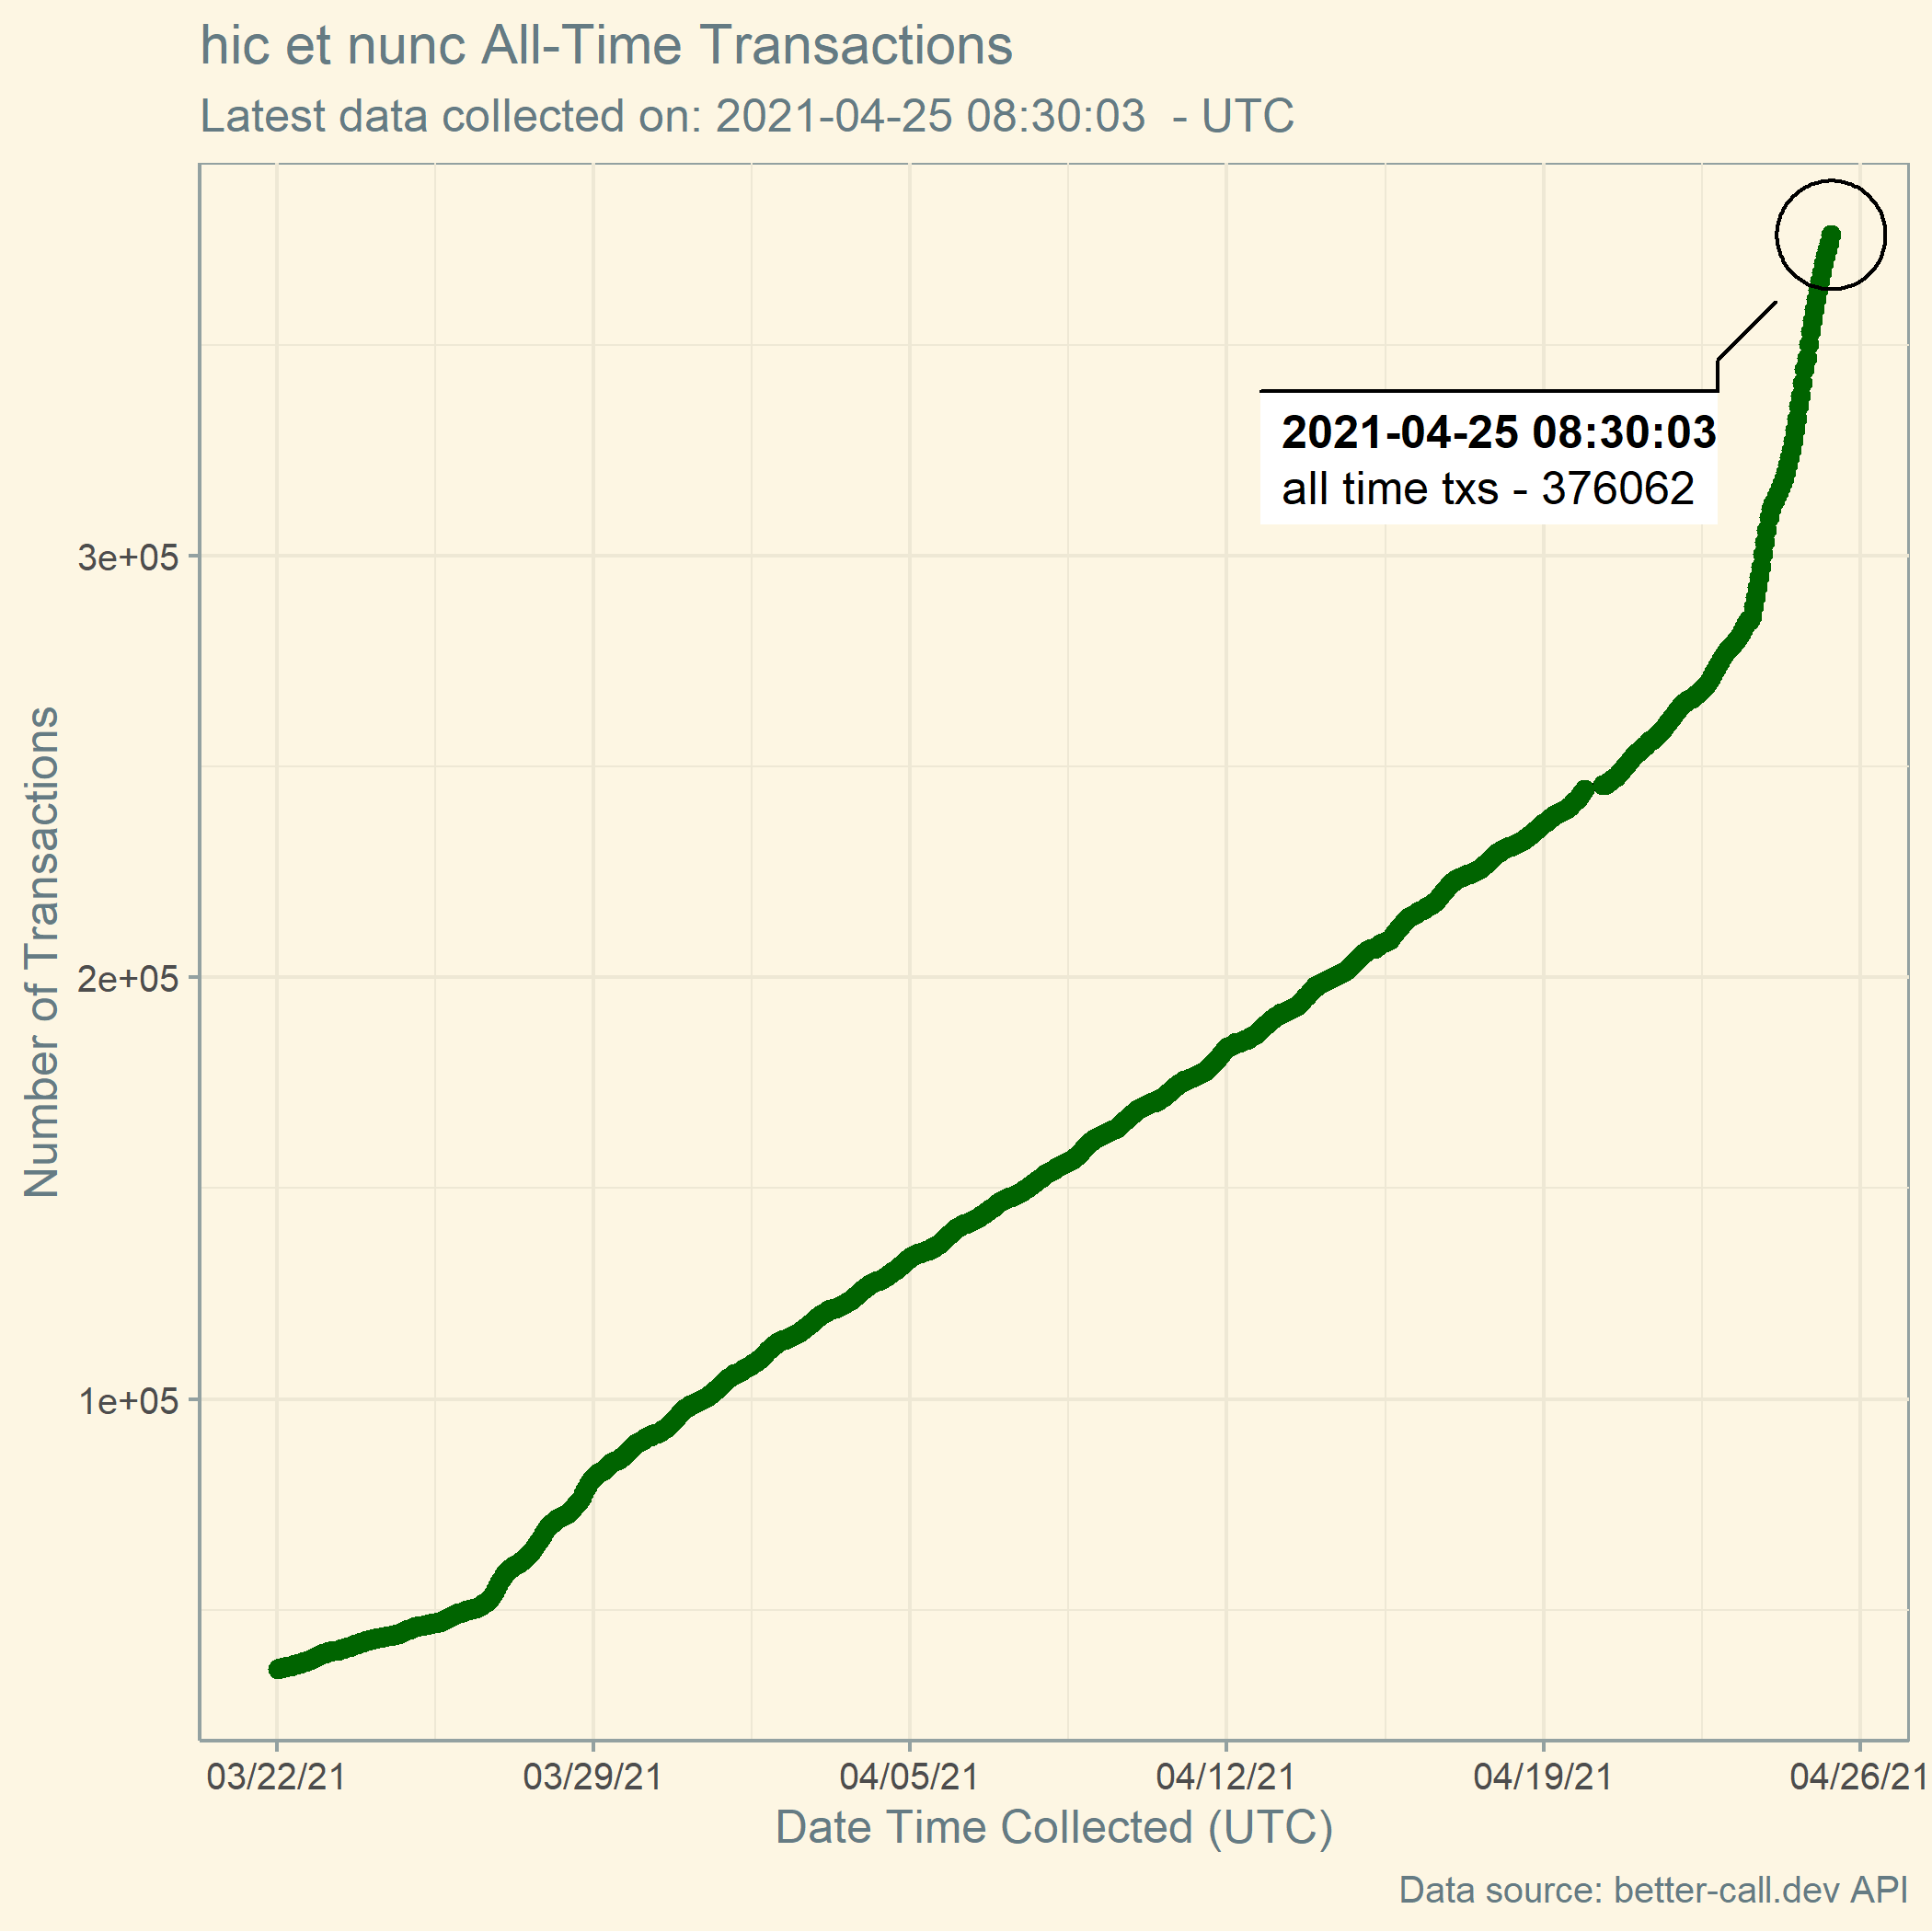 hic et nunc All-Time Transactions
Latest data collected on: 2021-04-25 08:30:03  - UTC
2021-04-25 08:30:03
all time txs - 376062
Number of Transactions
3e+05
2e+05
1e+05
03/22/21
03/29/21
04/05/21
04/12/21
04/19/21
04/26/21
Date Time Collected (UTC)
Data source: better-call.dev API